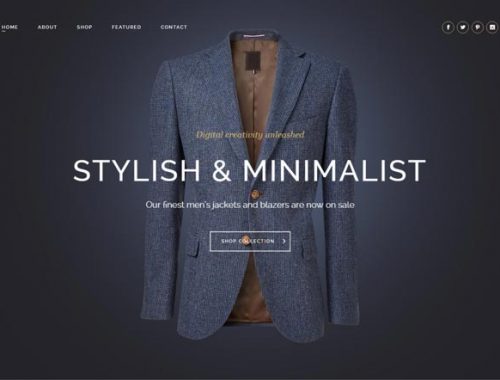 HOME
ABOUT
SHOP
FEATURED
CONTACT
Digital creativity unleashed
STYLISH & MINIMALIST
Our finest men's jackets and blazers are now on sale
SHOP COLLECTION